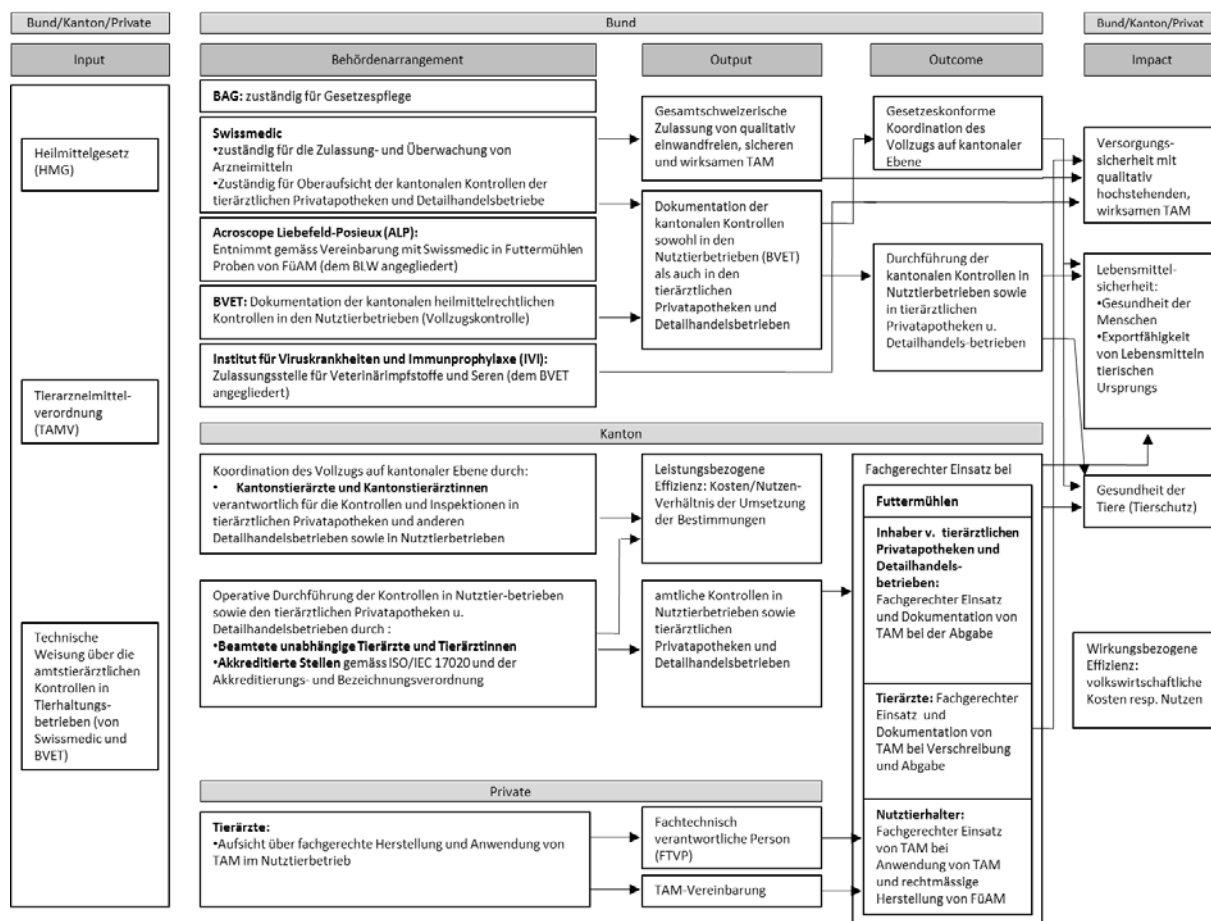 Bund/Kanton/Private
Bund
Bund/Kanton/Privat
Input
Behördenarrangement
Output
Outcome
Impact
Heilmittelgesetz
(HMG)
Tierarzneimittel-
verordnung
(TAMV)
Technische
Weisung über die
amtstierärztlichen
Kontrollen in
Tierhaltungs-
betrieben (von
Swissmedic und
BVET)
BAG: zuständig für Gesetzespflege
Swissmedic
•zuständig für die Zulassung- und Überwachung von
Arzneimitteln
•Zuständig für Oberaufsicht der kantonalen Kontrollen der
tierärztlichen Privatapotheken und Detailhandelsbetriebe
Acroscope Liebefeld-Posieux (ALP):
Entnimmt gemäss Vereinbarung mit Swissmedic in Futtermühlen
Proben von FüAM (dem BLW angegliedert)
BVET: Dokumentation der kantonalen heilmittelrechtlichen
Kontrollen in den Nutztierbetrieben (Vollzugskontrolle)
Institut für Viruskrankheiten und Immunprophylaxe (IVI):
Zulassungsstelle für Veterinärimpfstoffe und Seren (dem BVET
angegliedert)
Gesamtschweizerische
Zulassung von qualitativ
einwandfreien, sicheren
und wirksamen TAM
Dokumentation der
kantonalen Kontrollen
sowohl in den
Nutztierbetrieben (BVET)
als auch in den
tierärztlichen
Privatapotheken und
Detailhandelsbetrieben
Gesetzeskonforme
Koordination des
Vollzugs auf kantonaler
Ebene
Durchführung der
kantonalen Kontrollen in
Nutztierbetrieben sowie
in tierärztlichen
Privatapotheken u.
Detailhandels-betrieben
Versorgungs-
sicherheit mit
qualitativ
hochstehenden,
wirksamen TAM
Lebensmittel-
sicherheit:
•Gesundheit der
Menschen
•Exportfähigkeit
von Lebensmitteln
tierischen
Ursprungs
Gesundheit der
Tiere (Tierschutz)
Wirkungsbezogene
Effizienz:
volkswirtschaftliche
Kosten resp. Nutzen
Kanton
Koordination des Vollzugs auf kantonaler Ebene durch:
• Kantonstierärzte und Kantonstierärztinnen
verantwortlich für die Kontrollen und Inspektionen in
tierärztlichen Privatapotheken und anderen
Detailhandelsbetrieben sowie in Nutztierbetrieben
Operative Durchführung der Kontrollen in Nutztier-betrieben
sowie den tierärztlichen Privatapotheken u.
Detailhandelsbetrieben durch :
•Beamtete unabhängige Tierärzte und Tierärztinnen
•Akkreditierte Stellen gemäss ISO/IEC 17020 und der
Akkreditierungs- und Bezeichnungsverordnung
Leistungsbezogene
Effizienz: Kosten/Nutzen-
Verhältnis der Umsetzung
der Bestimmungen
amtliche Kontrollen in
Nutztierbetrieben sowie
tierärztlichen
Privatapotheken und
Detailhandelsbetrieben
Fachgerechter Einsatz bei
Futtermühlen
Inhaber v. tierärztlichen
Privatapotheken und
Detailhandels-
betrieben:
Fachgerechter Einsatz
und Dokumentation von
TAM bei der Abgabe
Tierärzte: Fachgerechter
Einsatz und
Dokumentation von
TAM bei Verschreibung
und Abgabe
Nutztierhalter:
Fachgerechter Einsatz
von TAM bei
Anwendung von TAM
und rechtmässige
Herstellung von FüAM
Private
Tierärzte:
•Aufsicht über fachgerechte Herstellung und Anwendung von
TAM im Nutztierbetrieb
Fachtechnisch
verantwortliche Person
(FTVP)
TAM-Vereinbarung